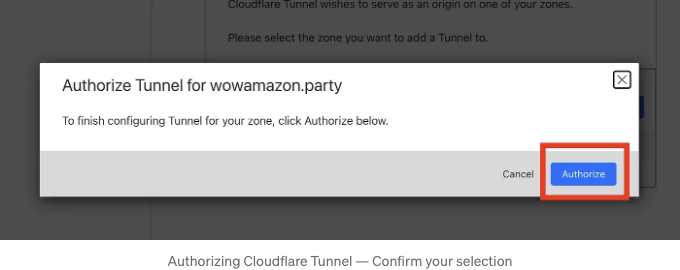 Cloudflare Tunnel wishes to serve as an origin on one of your zones.
Please select the zone you want to add a Tunnel to.
Authorize Tunnel for wowamazon.party
To finish configuring Tunnel for your zone, click Authorize below.
Cancel
Authorize
Authorizing Cloudflare Tunnel — Confirm your selection